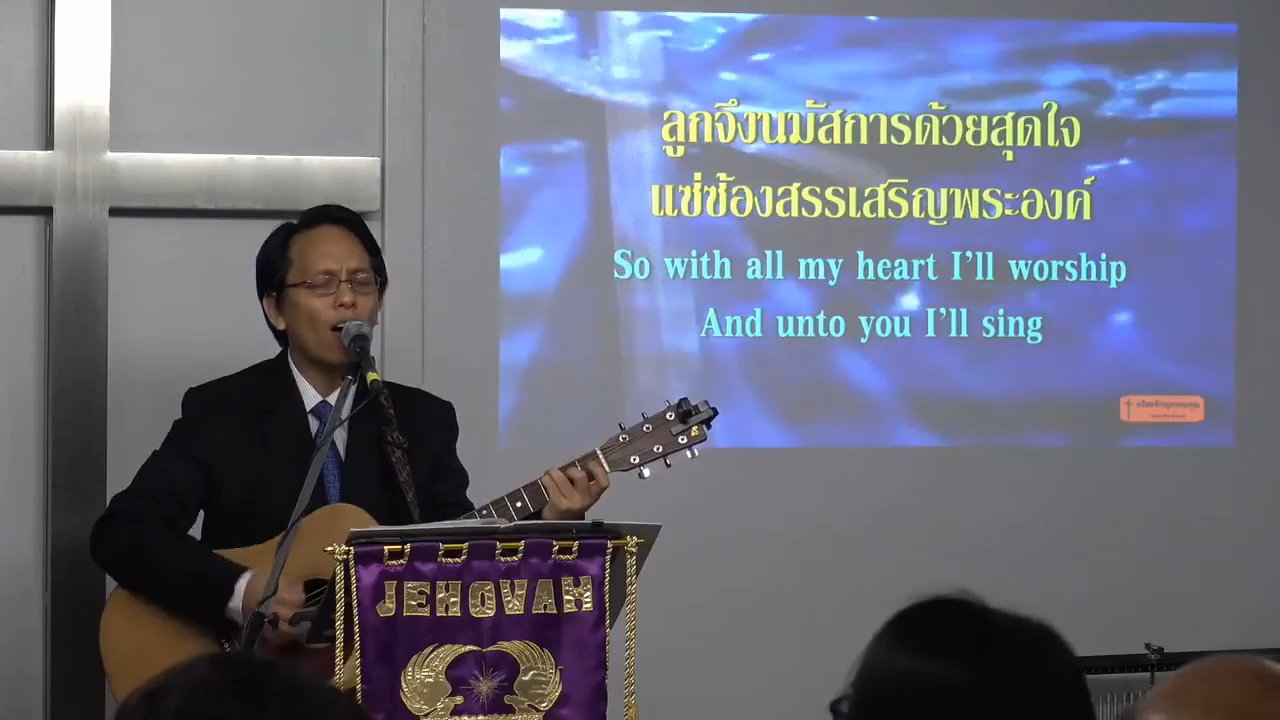 ลูกจึงนมัสการด้วยสุดใจ
แซ่ซ้องสรรเสริญพระองค์
So with all my heart I'll worship
And unto you I'll sing
JEHOVAH